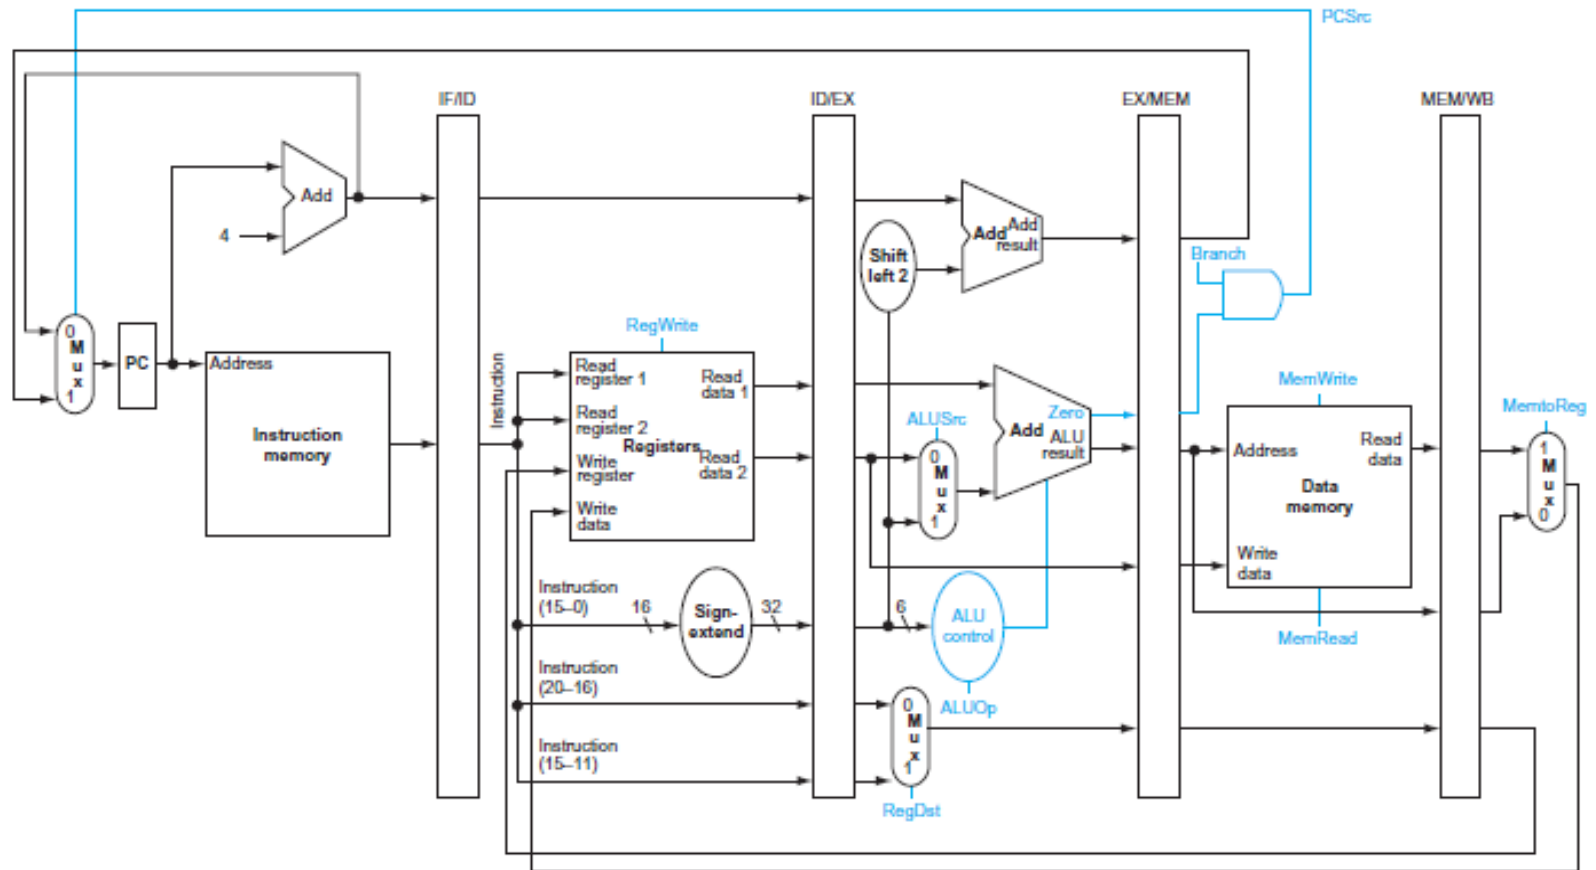 PCSrc
IF/ID
ID/EX
EX/MEM
MEM/WB
Add
4
Shift
left 2
Add
Add
result
Branch
0
M
u
x
1
PC
Address
Instruction
memory
Instruction
RegWrite
Read
register 1
Read
register 2
Write
register
Write
data
Registers
Read
data 1
Read
data 2
ALUSrc
0
M
u
x
1
Zero
Add
ALU
result
MemWrite
Address
Read
data
Data
memory
Write
data
MemRead
MemtoReg
1
M
u
x
0
Instruction
(15–0)
16
Sign-
extend
32
6
ALU
control
ALUOp
Instruction
(20–16)
Instruction
(15–11)
0
M
u
x
1
RegDst